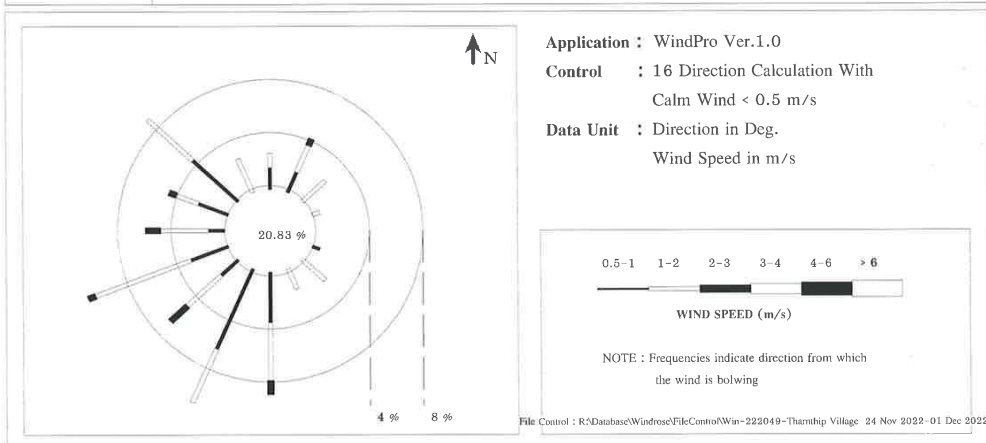 N
20.83 %
4 %
8 %
Application : WindPro Ver.1.0
Control : 16 Direction Calculation With
Calm Wind < 0.5 m/s
Data Unit : Direction in Deg.
Wind Speed in m/s
0.5-1 1-2 2-3 3-4 4-6 > 6
WIND SPEED (m/s)
NOTE : Frequencies indicate direction from which
the wind is bolwing
File Control : R:\Database\Windrose\FileControl\Win-222049-Thamthip Village 24 Nov 2022-01 Dec 2022